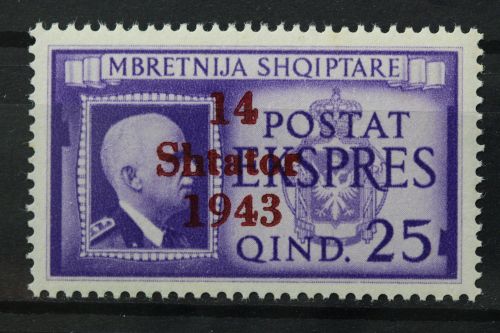 MBRETNIJA SHQIPTARE
14
Shtator
1943
POSTAT
EKSPRES
QIND. 25